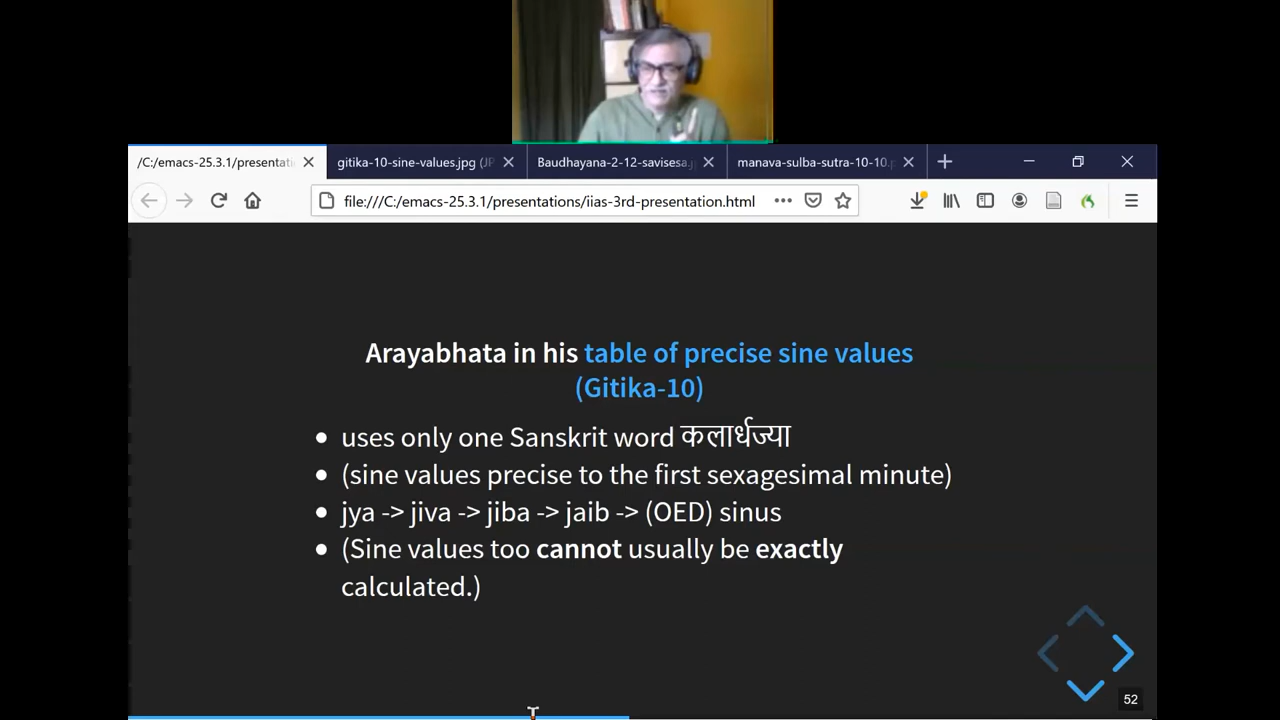 /C:/emacs-25.3.1/presentati
gitika-10-sine-values.jpg (JP
Baudhayana-2-12-savisesa.j
manava-sulba-sutra-10-10.p
file:///C:/emacs-25.3.1/presentations/iias-3rd-presentation.html
Arayabhata in his table of precise sine values
(Gitika-10)
• uses only one Sanskrit word कलार्धज्या
• (sine values precise to the first sexagesimal minute)
• jya -> jiva -> jiba -> jaib -> (OED) sinus
• (Sine values too cannot usually be exactly
calculated.)
52